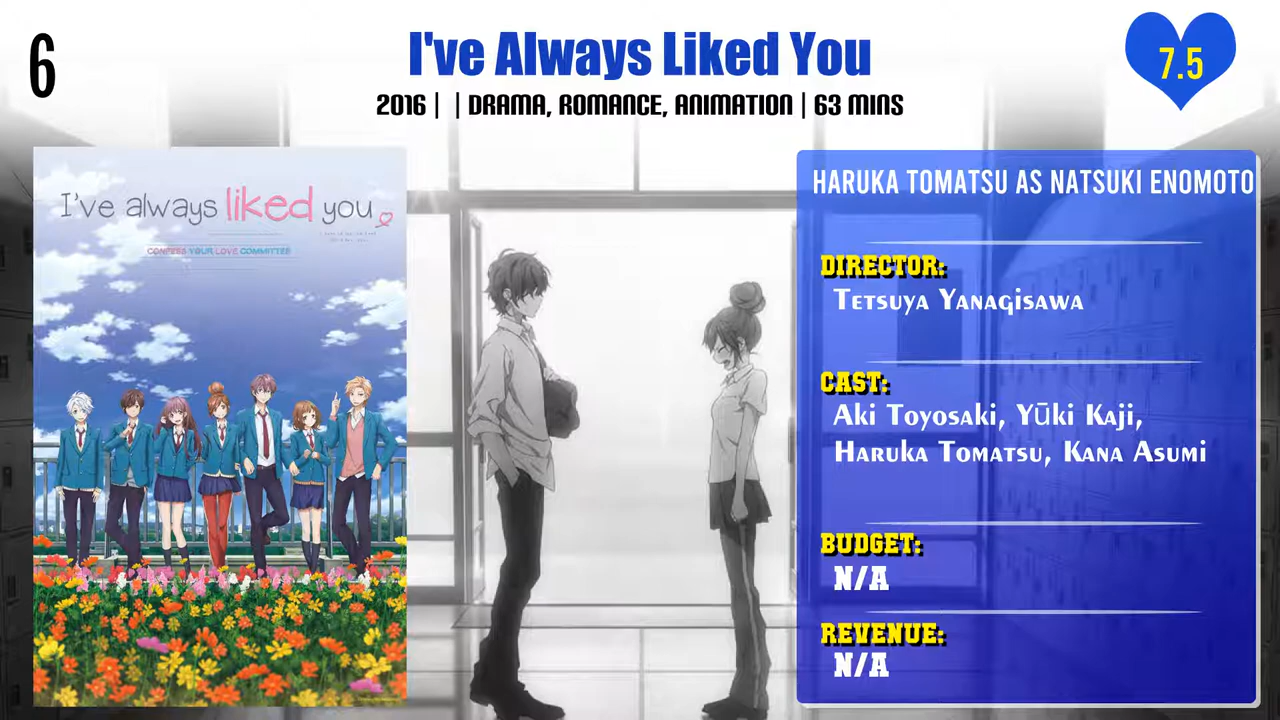 6
I've Always Liked You
7.5
2016 | | DRAMA, ROMANCE, ANIMATION | 63 MINS
I've always liked you
CONFESS YOUR LOVE COMMITTEE
HARUKA TOMATSU AS NATSUKI ENOMOTO
DIRECTOR:
Tetsuya Yanagisawa
CAST:
Aki Toyosaki, Yūki Kaji,
Haruka Tomatsu, Kana Asumi
BUDGET:
N/A
REVENUE:
N/A